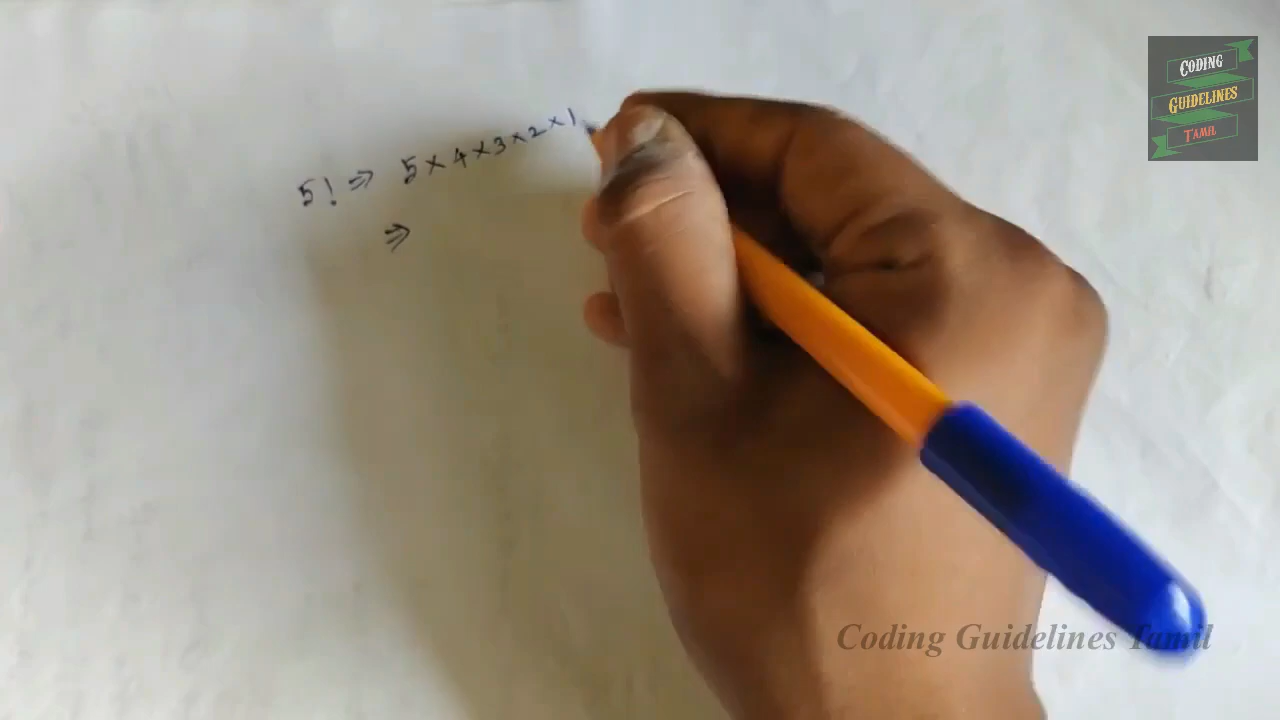 CODING
GUIDELINES
TAMIL
5! ⇒ 5 × 4 × 3 × 2 × 1
⇒
Coding Guidelines Tamil